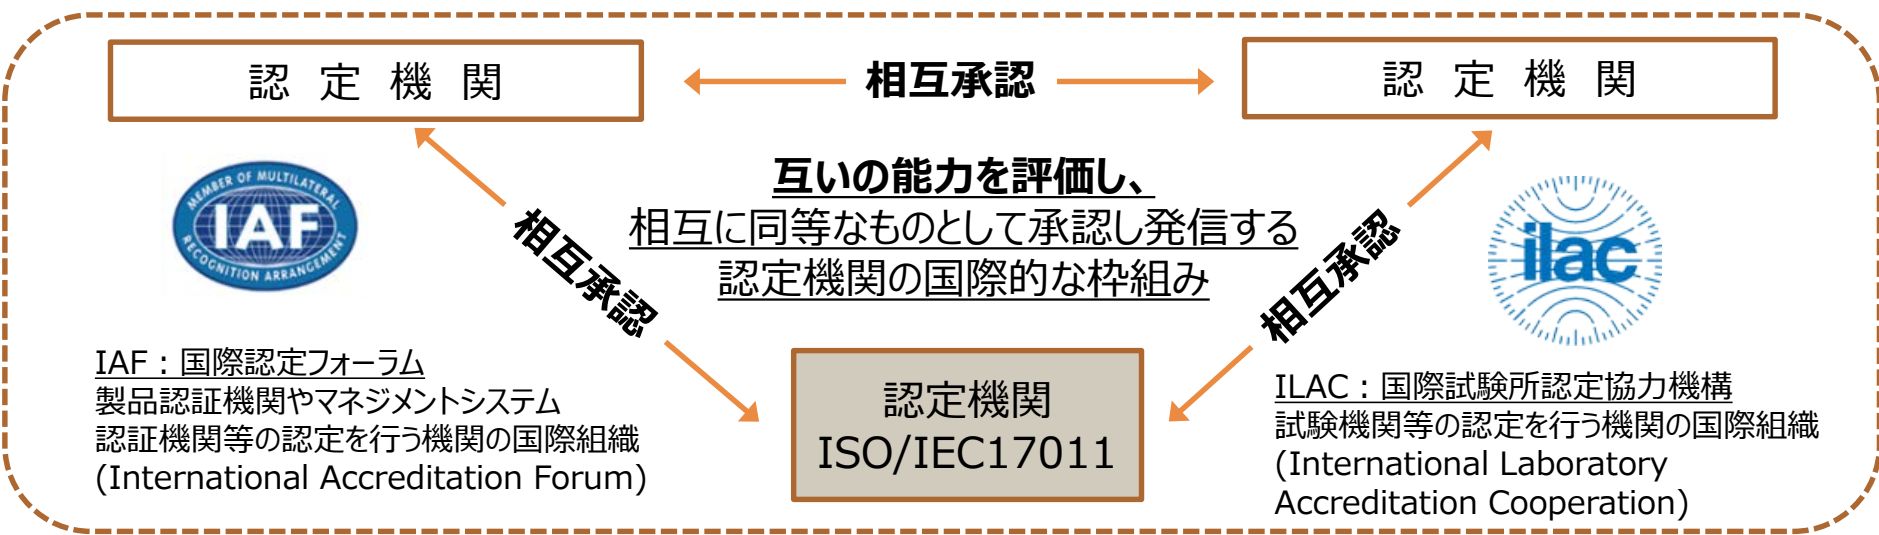 認 定 機 関
相互承認
認 定 機 関
MEMBER OF MULTILATERAL
IAF
RECOGNITION ARRANGEMENT
互いの能力を評価し、
相互に同等なものとして承認し発信する
認定機関の国際的な枠組み
相互承認
相互承認
ilac
IAF：国際認定フォーラム
製品認証機関やマネジメントシステム
認証機関等の認定を行う機関の国際組織
(International Accreditation Forum)
認定機関
ISO/IEC17011
ILAC：国際試験所認定協力機構
試験機関等の認定を行う機関の国際組織
(International Laboratory
Accreditation Cooperation)